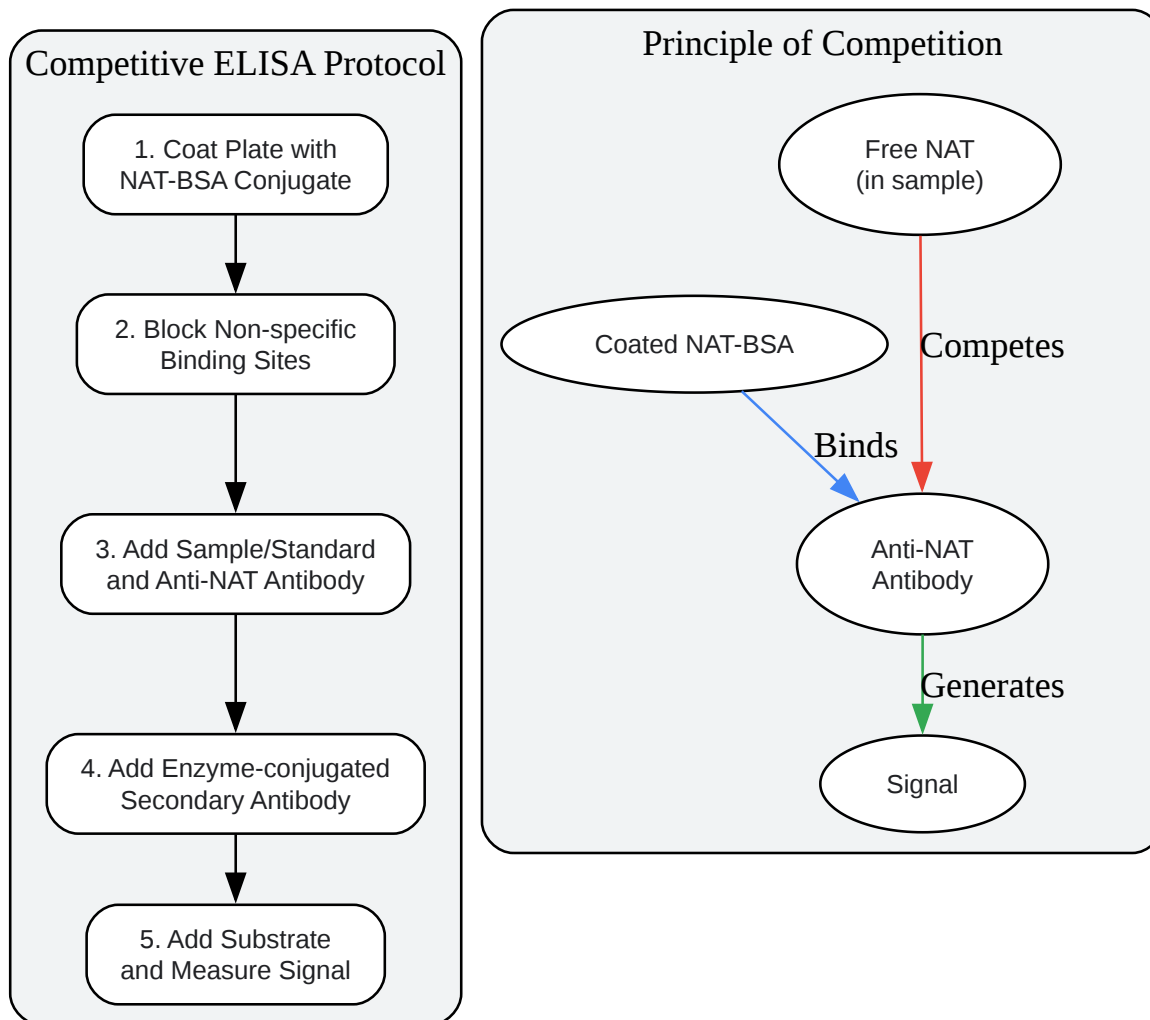 Competitive ELISA Protocol
1. Coat Plate with
NAT-BSA Conjugate
2. Block Non-specific
Binding Sites
3. Add Sample/Standard
and Anti-NAT Antibody
4. Add Enzyme-conjugated
Secondary Antibody
5. Add Substrate
and Measure Signal
Principle of Competition
Free NAT
(in sample)
Coated NAT-BSA
Competes
Binds
Anti-NAT
Antibody
Generates
Signal